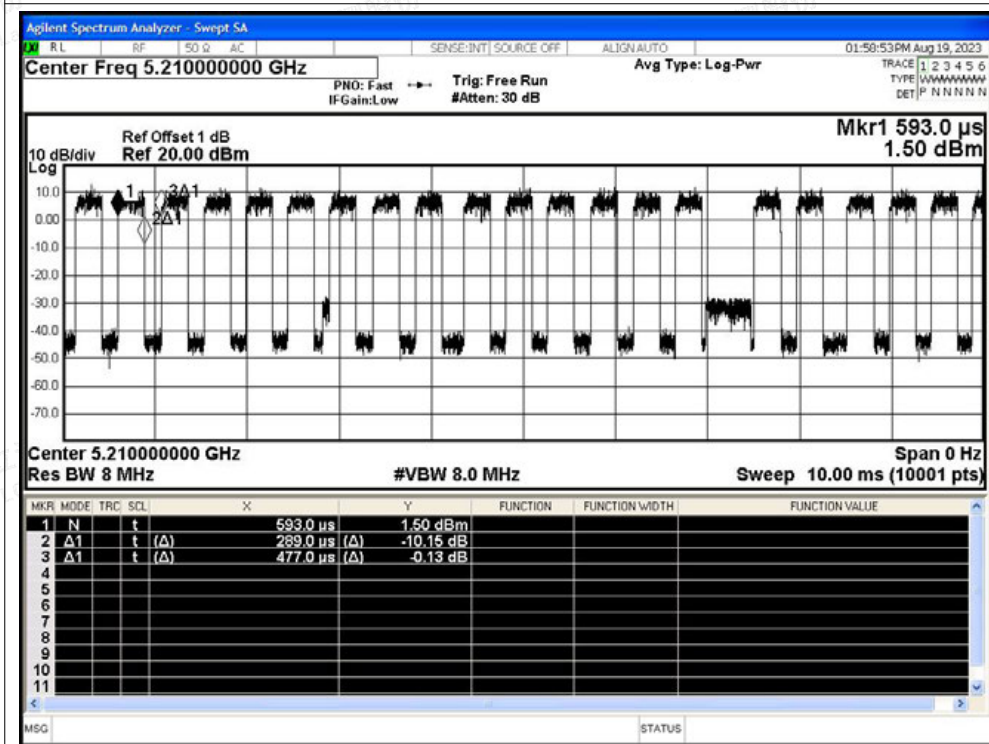 Agilent Spectrum Analyzer - Swept SA
RL RF 50 Ω AC SENSE:INT SOURCE OFF ALIGN AUTO 01:58:53 PM Aug 19, 2023
Center Freq 5.210000000 GHz
PNO: Fast
IFGain:Low
Trig: Free Run
#Atten: 30 dB
Avg Type: Log-Pwr
TRACE 1 2 3 4 5 6
TYPE WWWWWW
DET P N N N N N
Mkr1 593.0 µs
1.50 dBm
Ref Offset 1 dB
10 dB/div Ref 20.00 dBm
Log
10.0
0.00
-10.0
-20.0
-30.0
-40.0
-50.0
-60.0
-70.0
1
2Δ1
3Δ1
Center 5.210000000 GHz Span 0 Hz
Res BW 8 MHz #VBW 8.0 MHz Sweep 10.00 ms (10001 pts)
MKR MODE TRC SCL X Y FUNCTION FUNCTION WIDTH FUNCTION VALUE
1 N t 593.0 µs 1.50 dBm
2 Δ1 t (Δ) 289.0 µs (Δ) -10.15 dB
3 Δ1 t (Δ) 477.0 µs (Δ) -0.13 dB
4
5
6
7
8
9
10
11
MSG STATUS